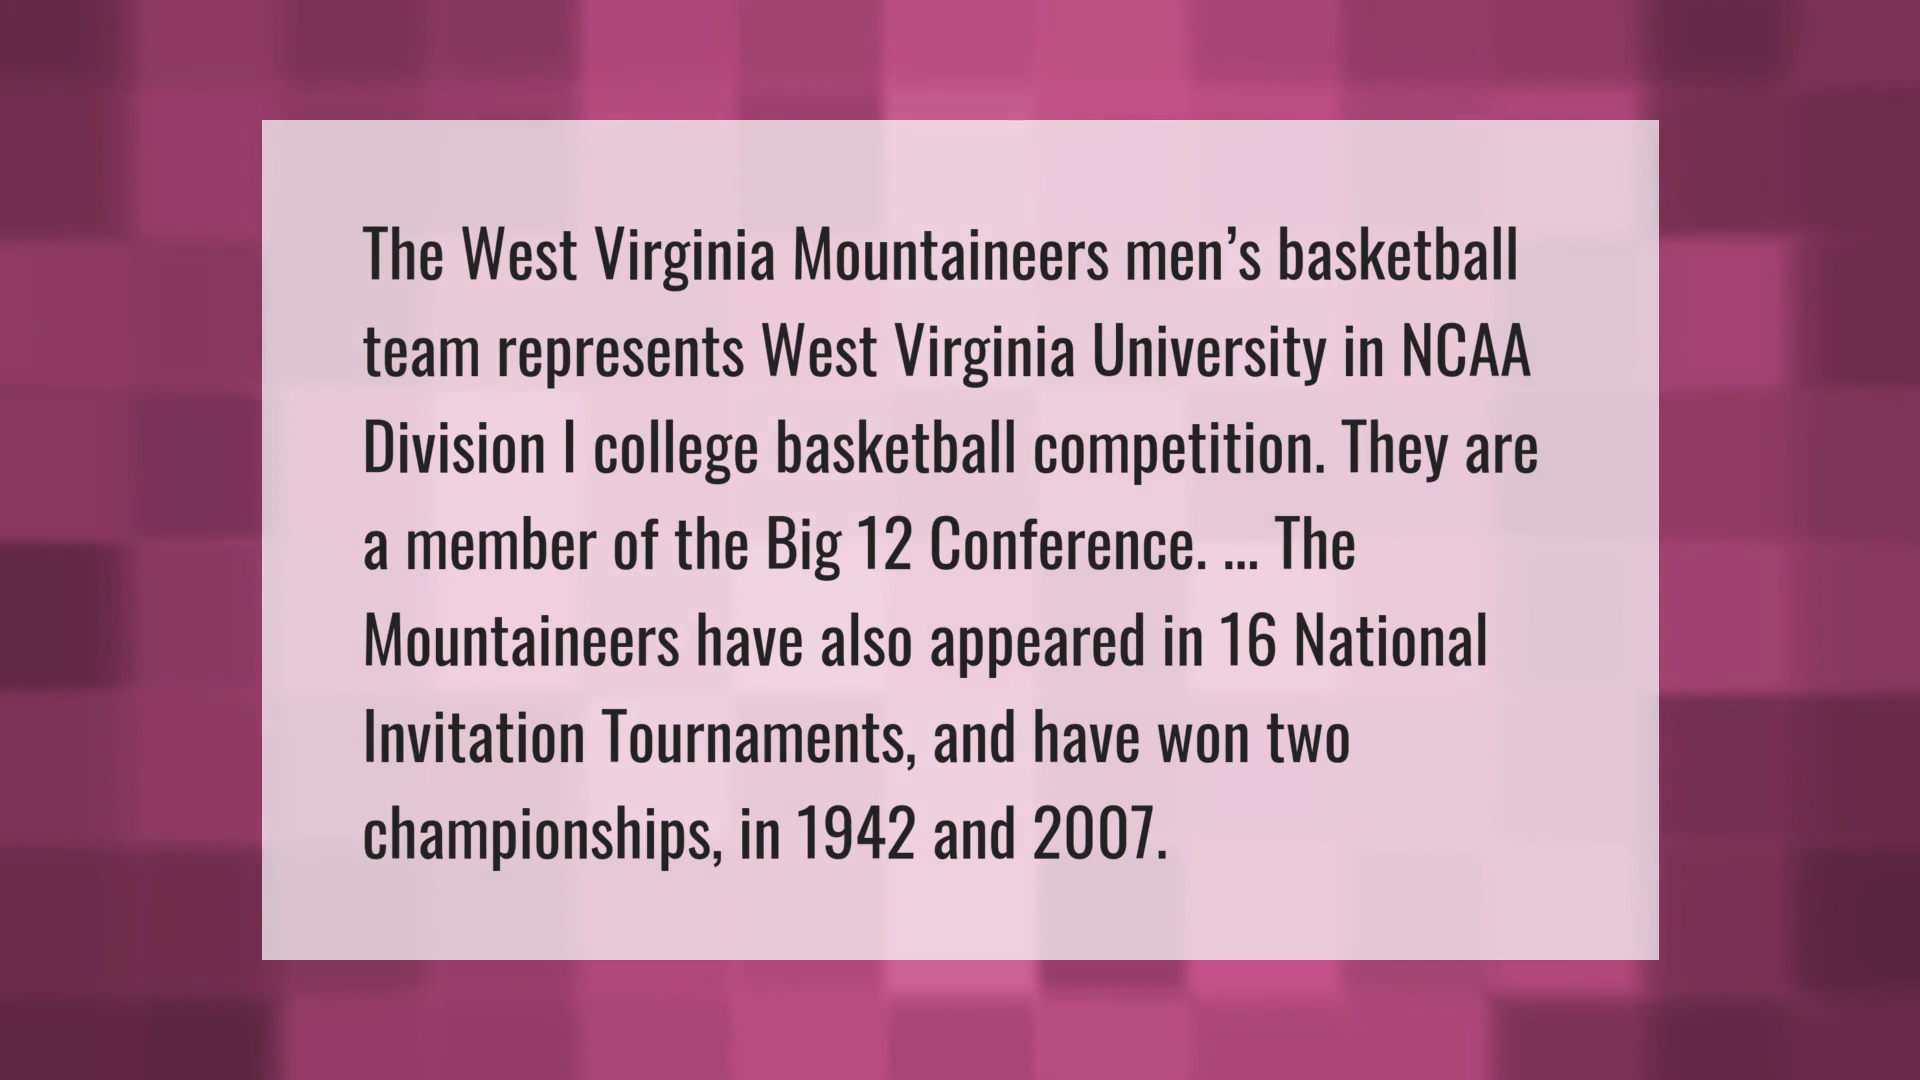 The West Virginia Mountaineers men’s basketball
team represents West Virginia University in NCAA
Division I college basketball competition. They are
a member of the Big 12 Conference. ... The
Mountaineers have also appeared in 16 National
Invitation Tournaments, and have won two
championships, in 1942 and 2007.